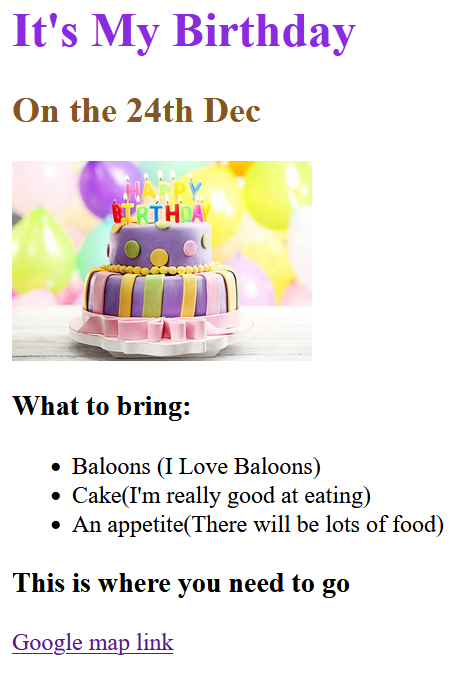 It's My Birthday
On the 24th Dec
HAPPY
BIRTHDAY
What to bring:
Baloons (I Love Baloons)
Cake(I'm really good at eating)
An appetite(There will be lots of food)
This is where you need to go
Google map link